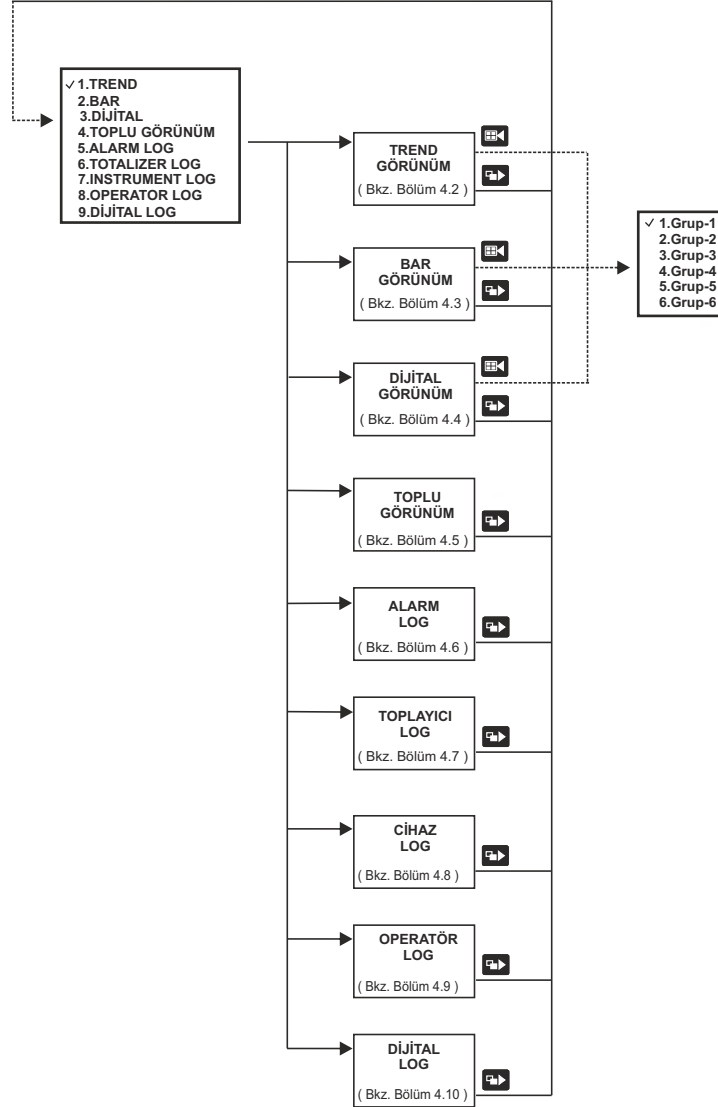 ✓ 1.TREND
2.BAR
3.DİJİTAL
4.TOPLU GÖRÜNÜM
5.ALARM LOG
6.TOTALIZER LOG
7.INSTRUMENT LOG
8.OPERATOR LOG
9.DİJİTAL LOG
TREND
GÖRÜNÜM
( Bkz. Bölüm 4.2 )
BAR
GÖRÜNÜM
( Bkz. Bölüm 4.3 )
DİJİTAL
GÖRÜNÜM
( Bkz. Bölüm 4.4 )
TOPLU
GÖRÜNÜM
( Bkz. Bölüm 4.5 )
ALARM
LOG
( Bkz. Bölüm 4.6 )
TOPLAYICI
LOG
( Bkz. Bölüm 4.7 )
CİHAZ
LOG
( Bkz. Bölüm 4.8 )
OPERATÖR
LOG
( Bkz. Bölüm 4.9 )
DİJİTAL
LOG
( Bkz. Bölüm 4.10 )
✓ 1.Grup-1
2.Grup-2
3.Grup-3
4.Grup-4
5.Grup-5
6.Grup-6